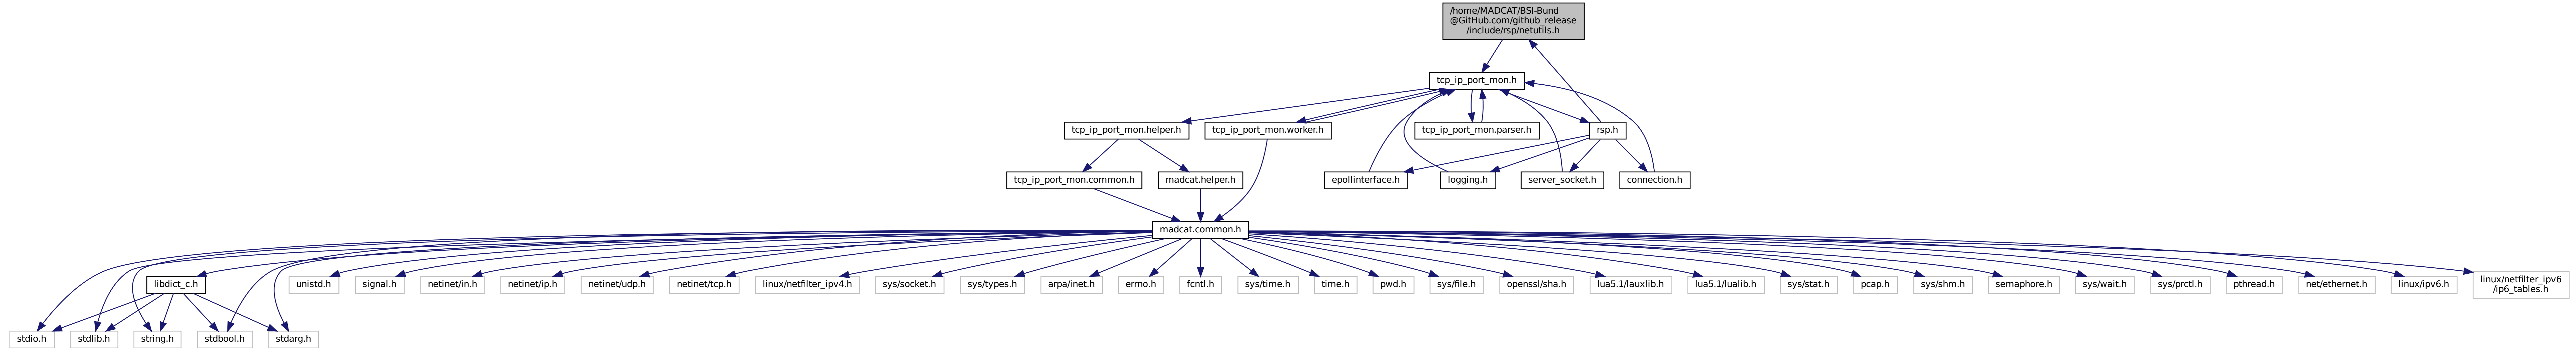 /home/MADCAT/BSI-Bund
@GitHub.com/github_release
/include/rsp/netutils.h
tcp_ip_port_mon.h
tcp_ip_port_mon.helper.h
tcp_ip_port_mon.worker.h
tcp_ip_port_mon.parser.h
rsp.h
tcp_ip_port_mon.common.h
madcat.helper.h
epollinterface.h
logging.h
server_socket.h
connection.h
madcat.common.h
libdict_c.h
unistd.h
signal.h
netinet/in.h
netinet/ip.h
netinet/udp.h
netinet/tcp.h
linux/netfilter_ipv4.h
sys/socket.h
sys/types.h
arpa/inet.h
errno.h
fcntl.h
sys/time.h
time.h
pwd.h
sys/file.h
openssl/sha.h
lua5.1/lauxlib.h
lua5.1/lualib.h
sys/stat.h
pcap.h
sys/shm.h
semaphore.h
sys/wait.h
sys/prctl.h
pthread.h
net/ethernet.h
linux/ipv6.h
linux/netfilter_ipv6
/ip6_tables.h
stdio.h
stdlib.h
string.h
stdbool.h
stdarg.h